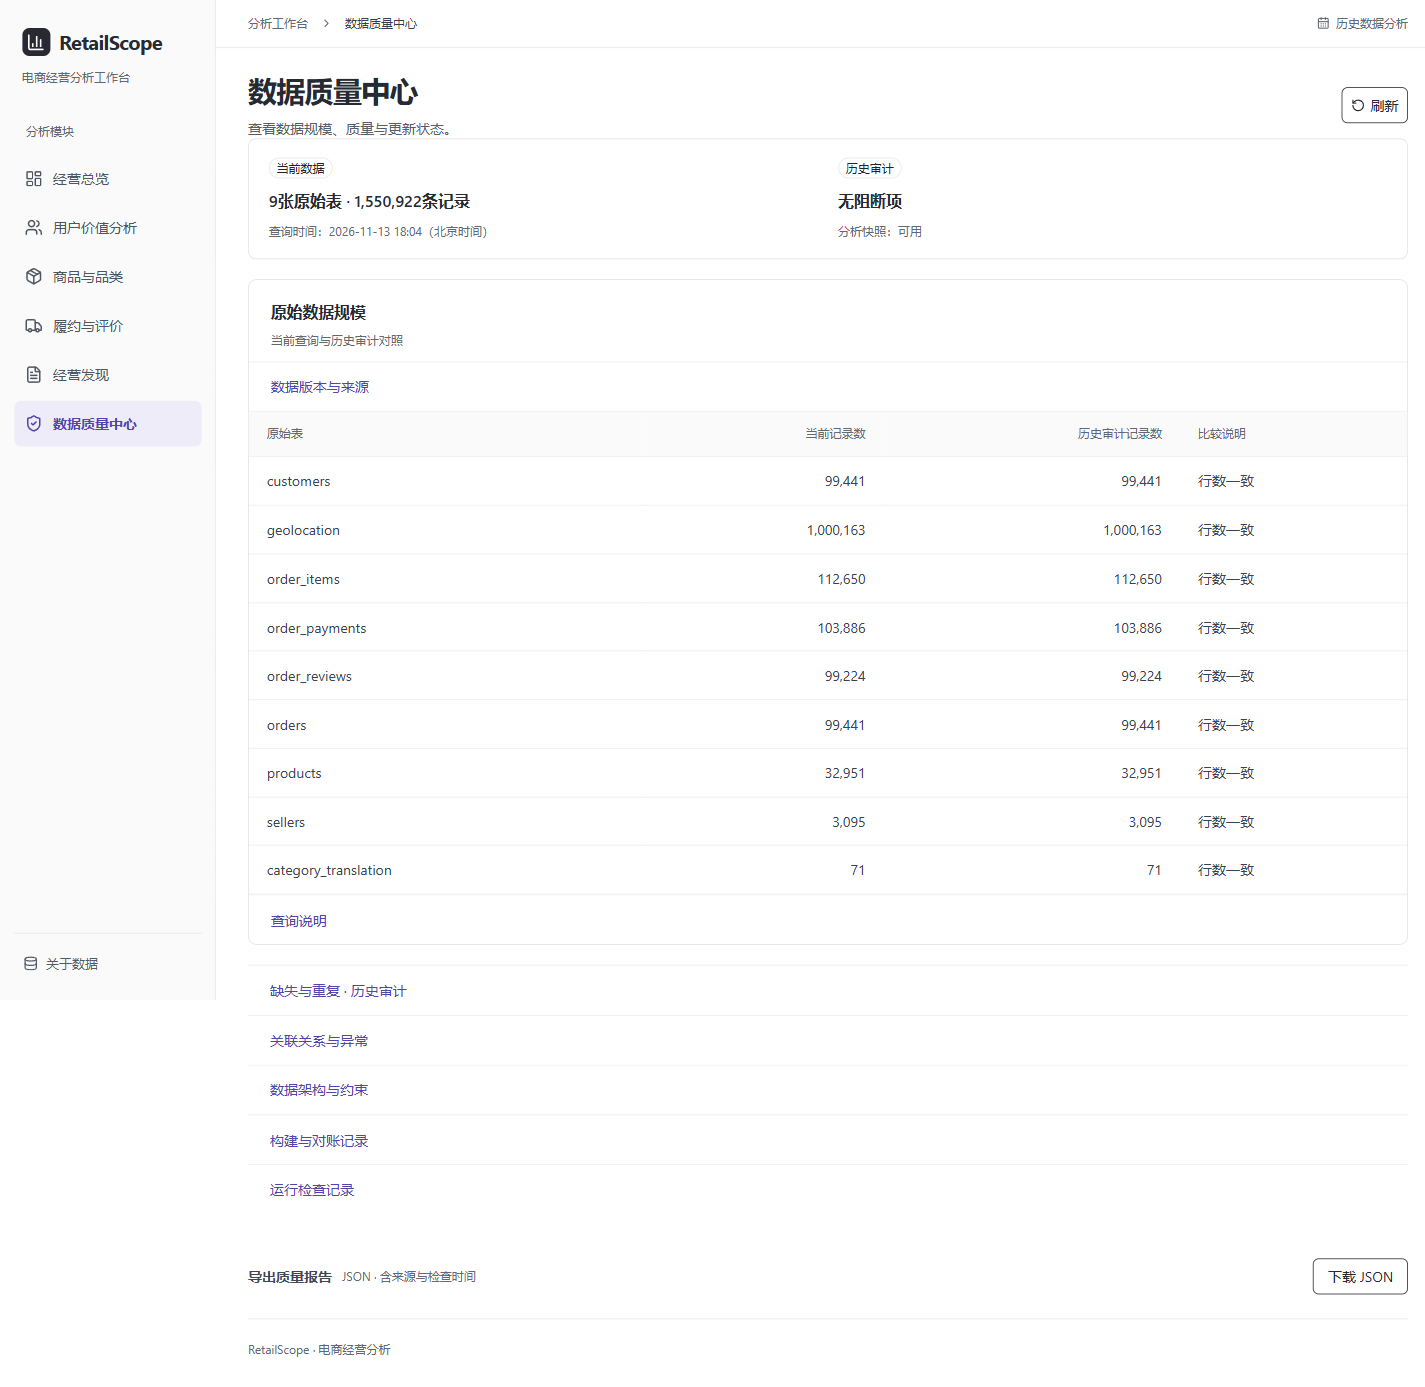 RetailScope
电商经营分析工作台
分析模块
经营总览
用户价值分析
商品与品类
履约与评价
经营发现
数据质量中心
关于数据
分析工作台 > 数据质量中心
历史数据分析
数据质量中心
查看数据规模、质量与更新状态。
刷新
当前数据
9张原始表 · 1,550,922条记录
查询时间：2026-11-13 18:04（北京时间）
历史审计
无阻断项
分析快照：可用
原始数据规模
当前查询与历史审计对照
数据版本与来源
原始表 当前记录数 历史审计记录数 比较说明
customers 99,441 99,441 行数一致
geolocation 1,000,163 1,000,163 行数一致
order_items 112,650 112,650 行数一致
order_payments 103,886 103,886 行数一致
order_reviews 99,224 99,224 行数一致
orders 99,441 99,441 行数一致
products 32,951 32,951 行数一致
sellers 3,095 3,095 行数一致
category_translation 71 71 行数一致
查询说明
缺失与重复 · 历史审计
关联关系与异常
数据架构与约束
构建与对账记录
运行检查记录
导出质量报告 JSON · 含来源与检查时间
下载 JSON
RetailScope · 电商经营分析